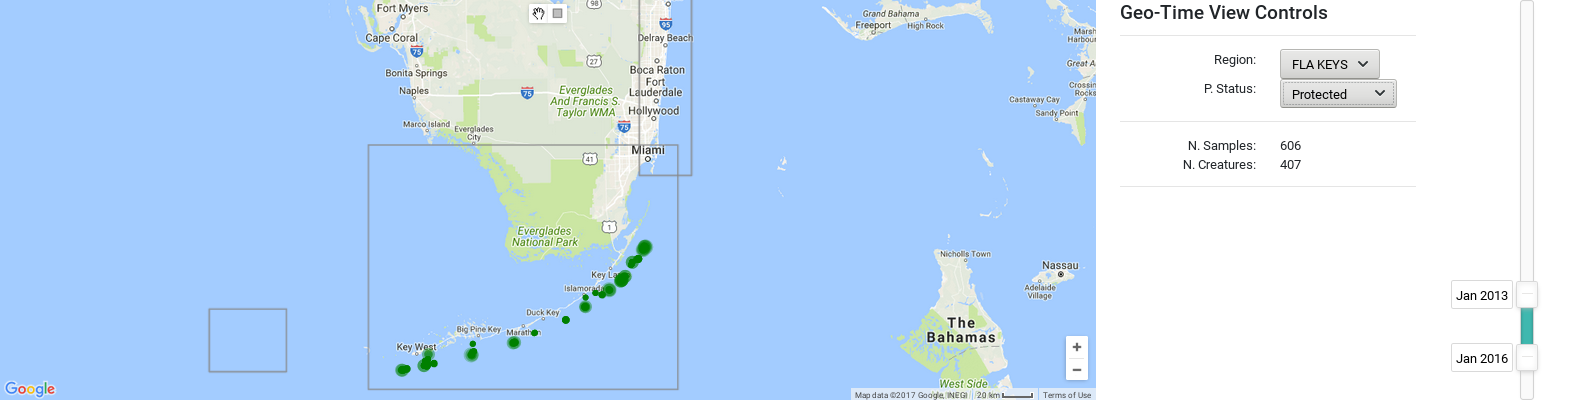 Fort Myers
98
Cape Coral
75
Bonita Springs
Naples
27
75
Everglades
And Francis S.
Taylor WMA
95
Delray Beach
Boca Raton
Fort
Lauderdale
Hollywood
75
Marco Island
Everglades
City
41
Miami
1
Everglades
National Park
Key La
Islamorada
Duck Key
Marathon
Big Pine Key
Key West
Grand Bahama
Freeport
High Rock
Marsh
Harbour
Great A
Castaway Cay
Crossin
Rocks
Sandy Point
Nicholls Town
Nassau
Adelaide
Village
The
Bahamas
West Side
+
−
Google
Map data ©2017 Google, INEGI
20 km
Terms of Use
Geo-Time View Controls
Region: FLA KEYS
P. Status: Protected
N. Samples: 606
N. Creatures: 407
Jan 2013
Jan 2016